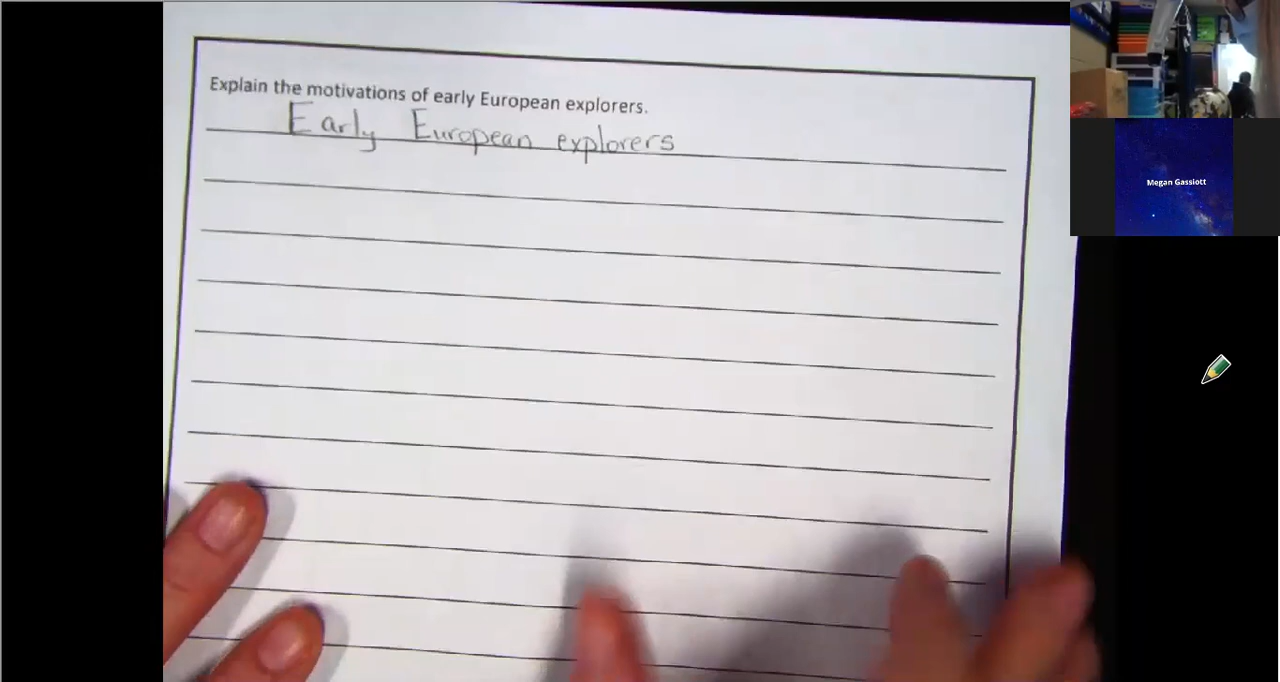 Explain the motivations of early European explorers.
Early European explorers
Megan Gassiott